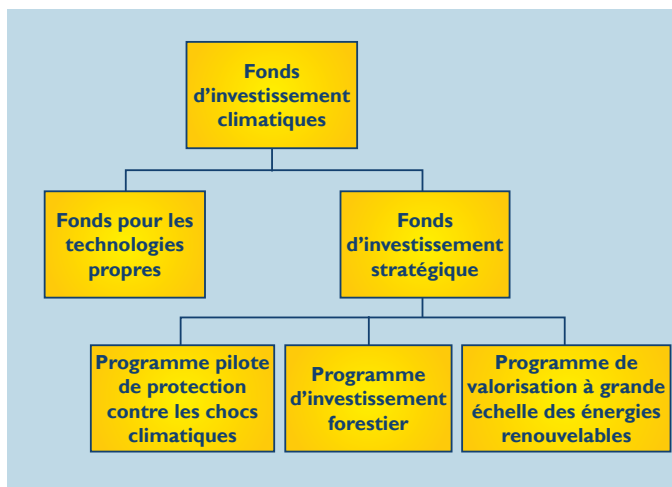 Fonds
d'investissement
climatiques
Fonds pour les
technologies
propres
Fonds
d'investissement
stratégique
Programme pilote
de protection
contre les chocs
climatiques
Programme
d'investissement
forestier
Programme de
valorisation à grande
échelle des énergies
renouvelables